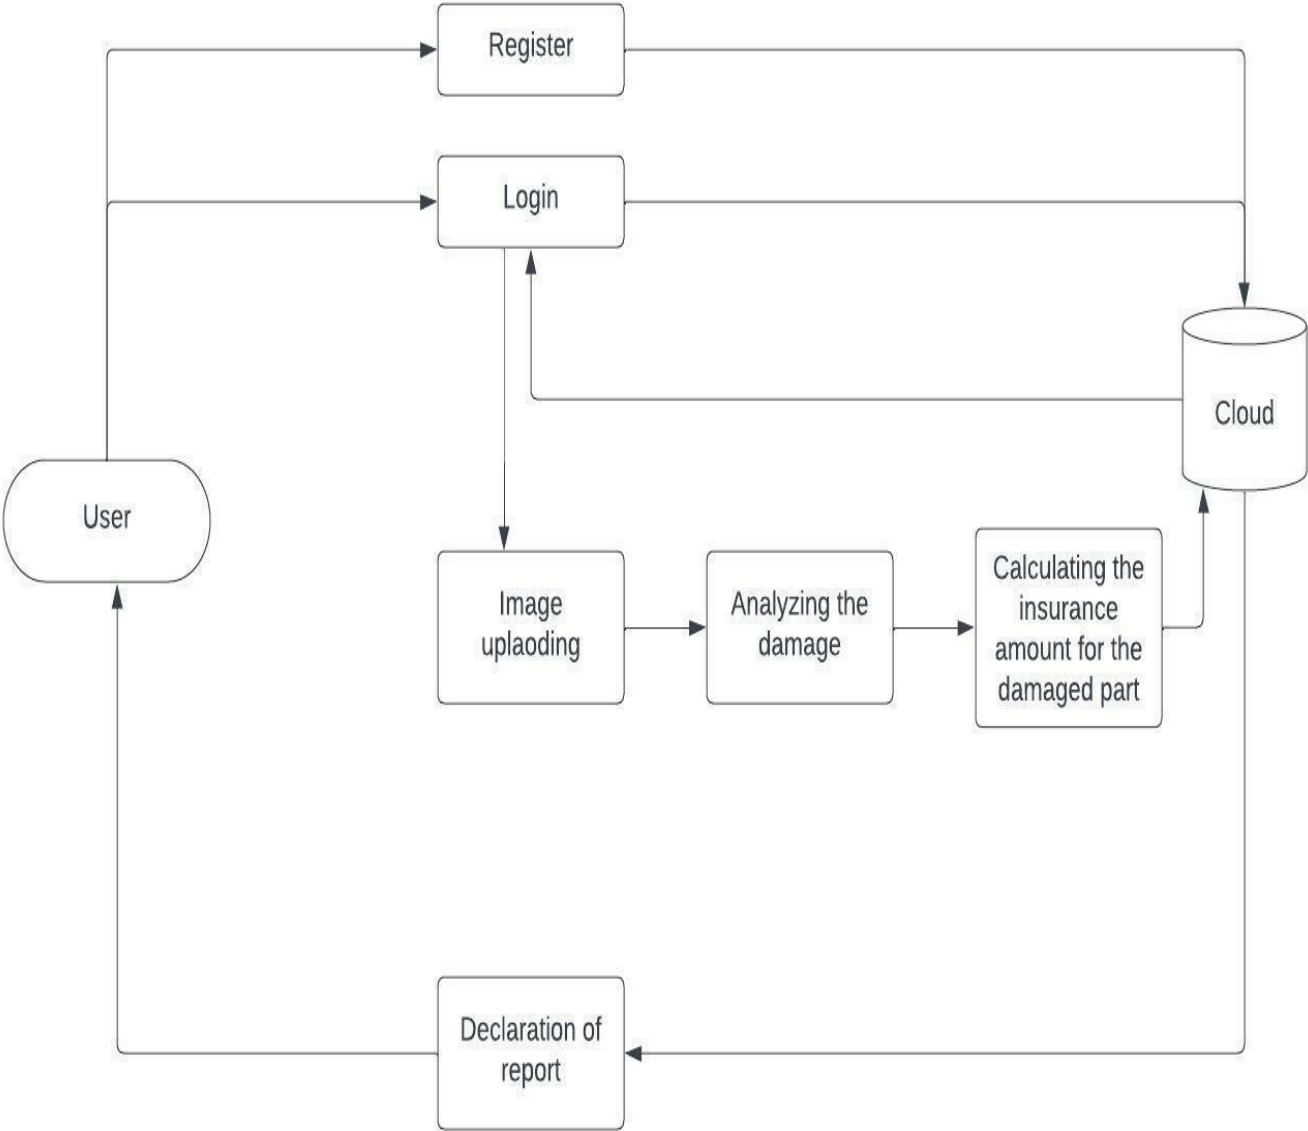 Register
Login
Cloud
User
Image
uplaoding
Analyzing the
damage
Calculating the
insurance
amount for the
damaged part
Declaration of
report